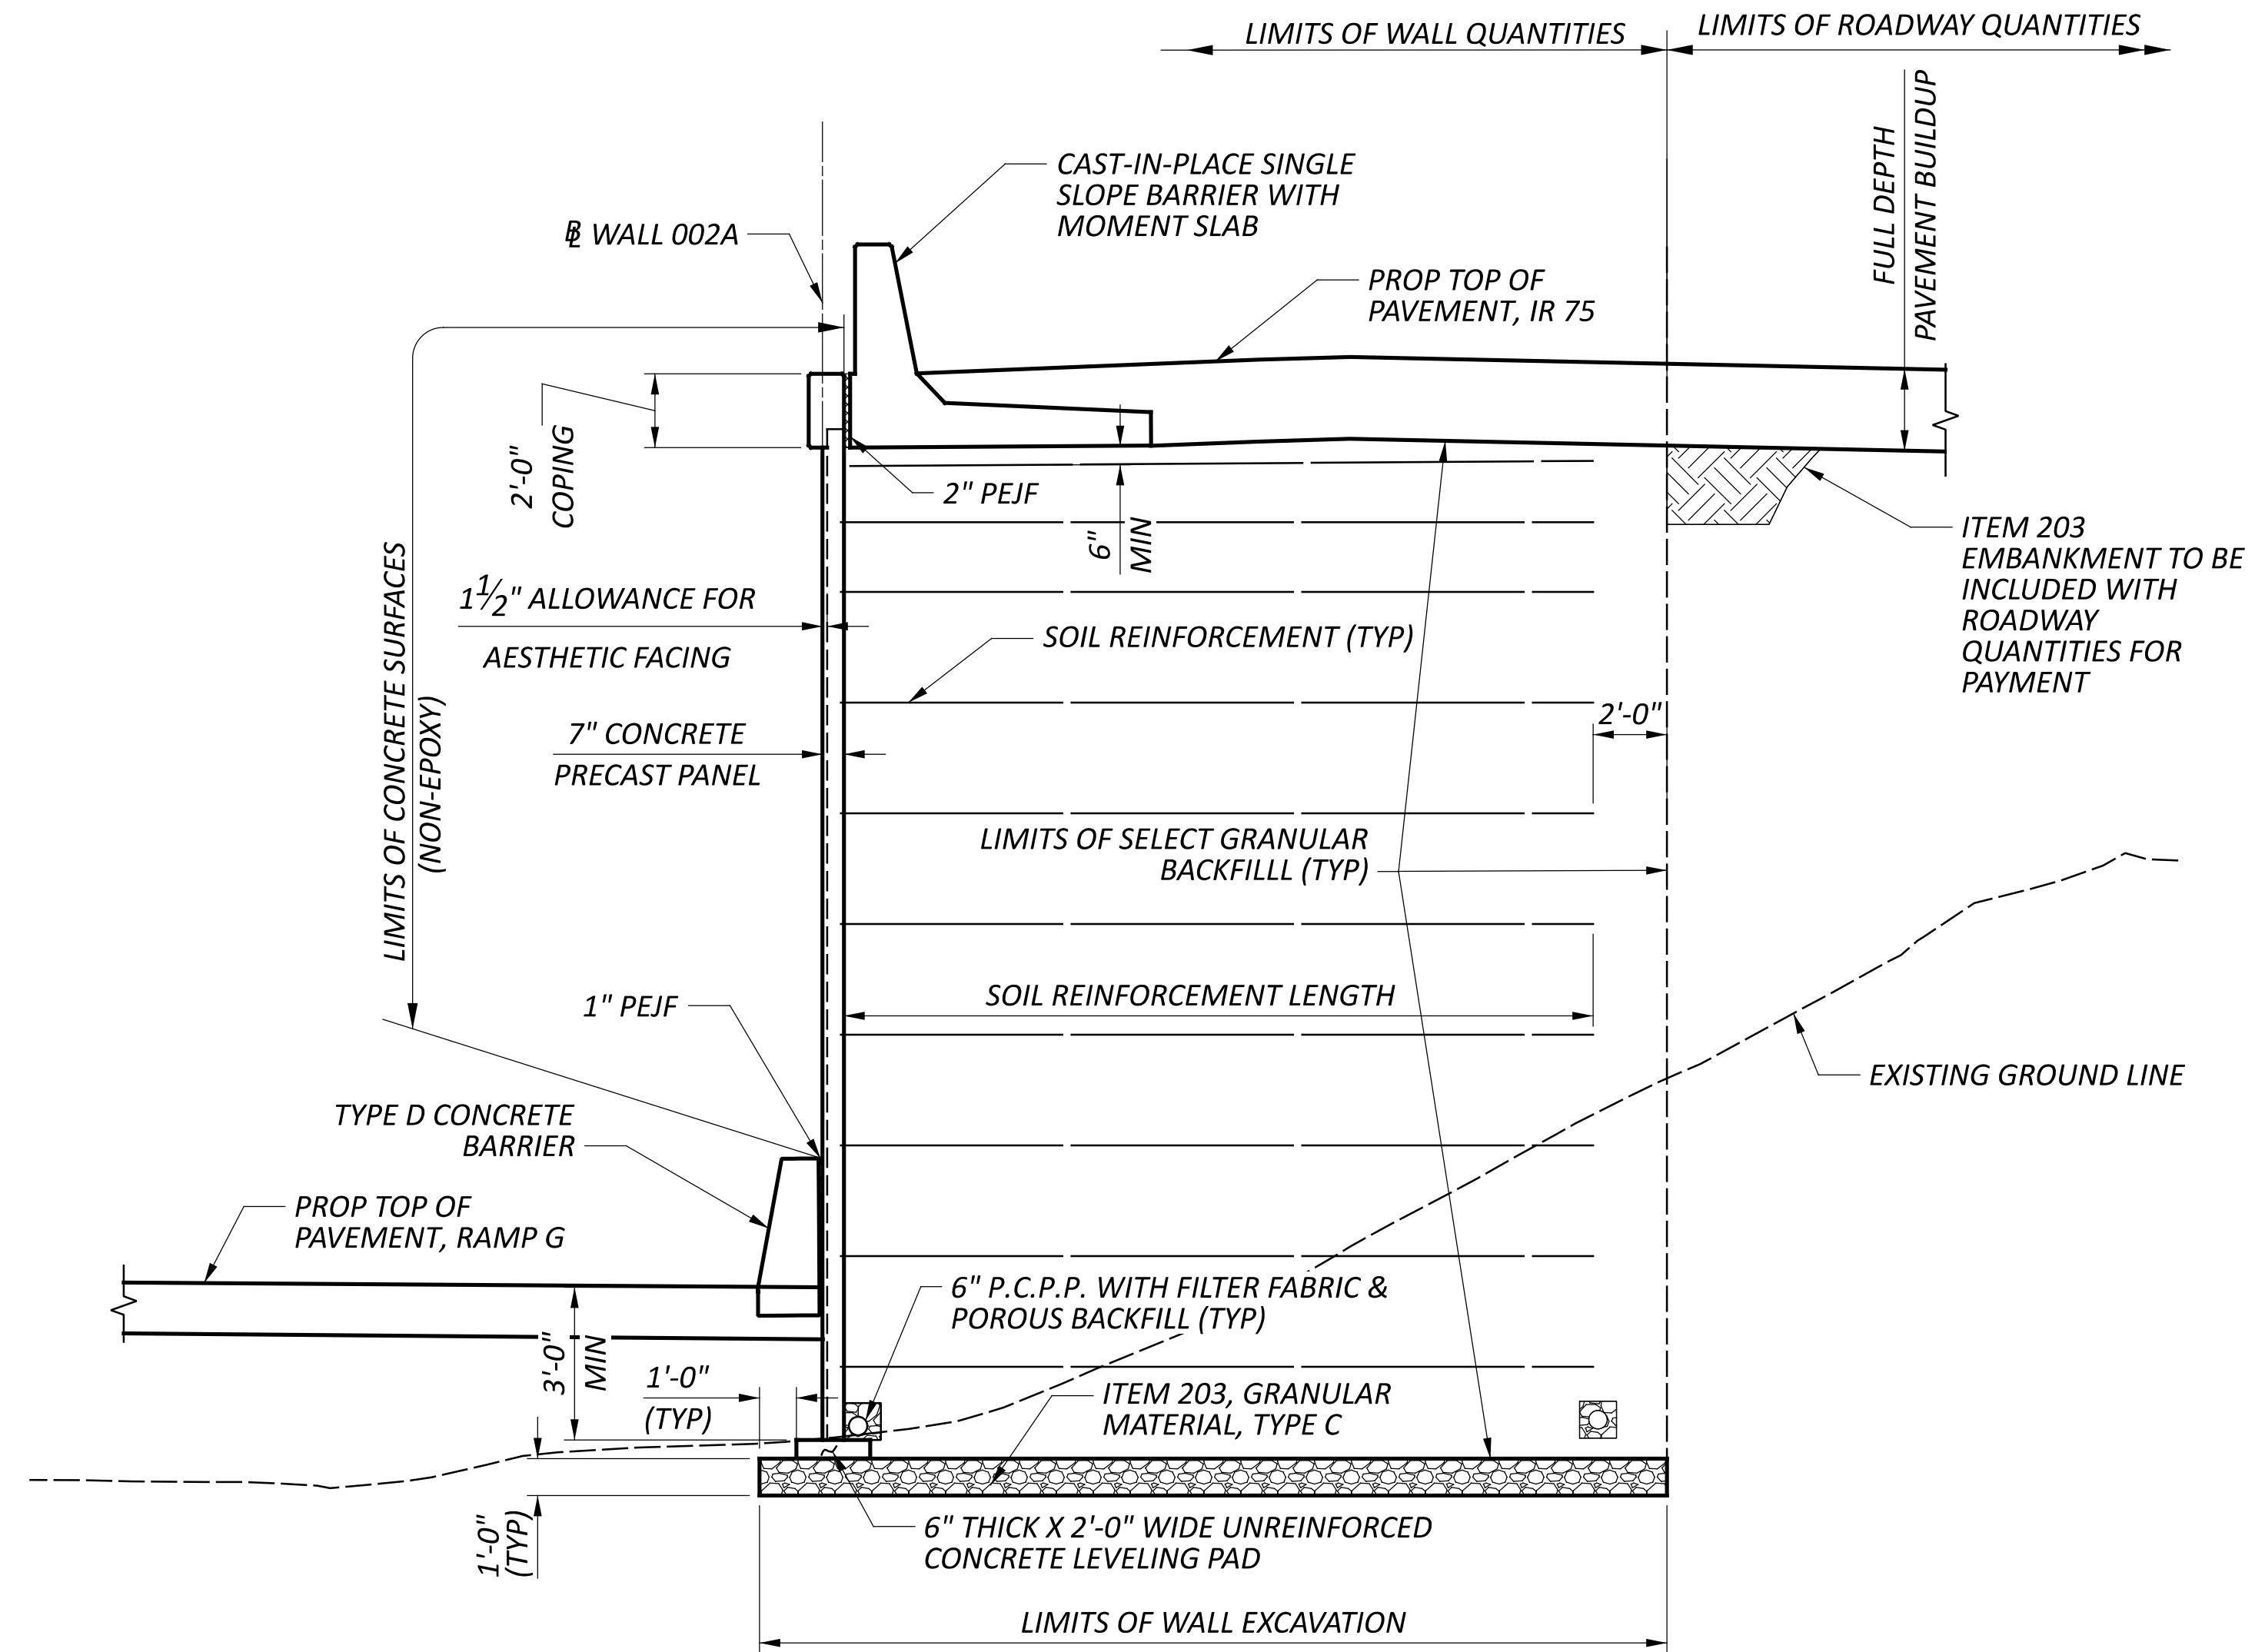 LIMITS OF WALL QUANTITIES
LIMITS OF ROADWAY QUANTITIES
FULL DEPTH
PAVEMENT BUILDUP
CAST-IN-PLACE SINGLE
SLOPE BARRIER WITH
MOMENT SLAB
BL WALL 002A
PROP TOP OF
PAVEMENT, IR 75
2'-0"
COPING
2" PEJF
6"
MIN
ITEM 203
EMBANKMENT TO BE
INCLUDED WITH
ROADWAY
QUANTITIES FOR
PAYMENT
LIMITS OF CONCRETE SURFACES
(NON-EPOXY)
1½" ALLOWANCE FOR
AESTHETIC FACING
SOIL REINFORCEMENT (TYP)
2'-0"
7" CONCRETE
PRECAST PANEL
LIMITS OF SELECT GRANULAR
BACKFILLL (TYP)
SOIL REINFORCEMENT LENGTH
1" PEJF
EXISTING GROUND LINE
TYPE D CONCRETE
BARRIER
PROP TOP OF
PAVEMENT, RAMP G
6" P.C.P.P. WITH FILTER FABRIC &
POROUS BACKFILL (TYP)
3'-0"
MIN
1'-0"
(TYP)
ITEM 203, GRANULAR
MATERIAL, TYPE C
1'-0"
(TYP)
6" THICK X 2'-0" WIDE UNREINFORCED
CONCRETE LEVELING PAD
LIMITS OF WALL EXCAVATION